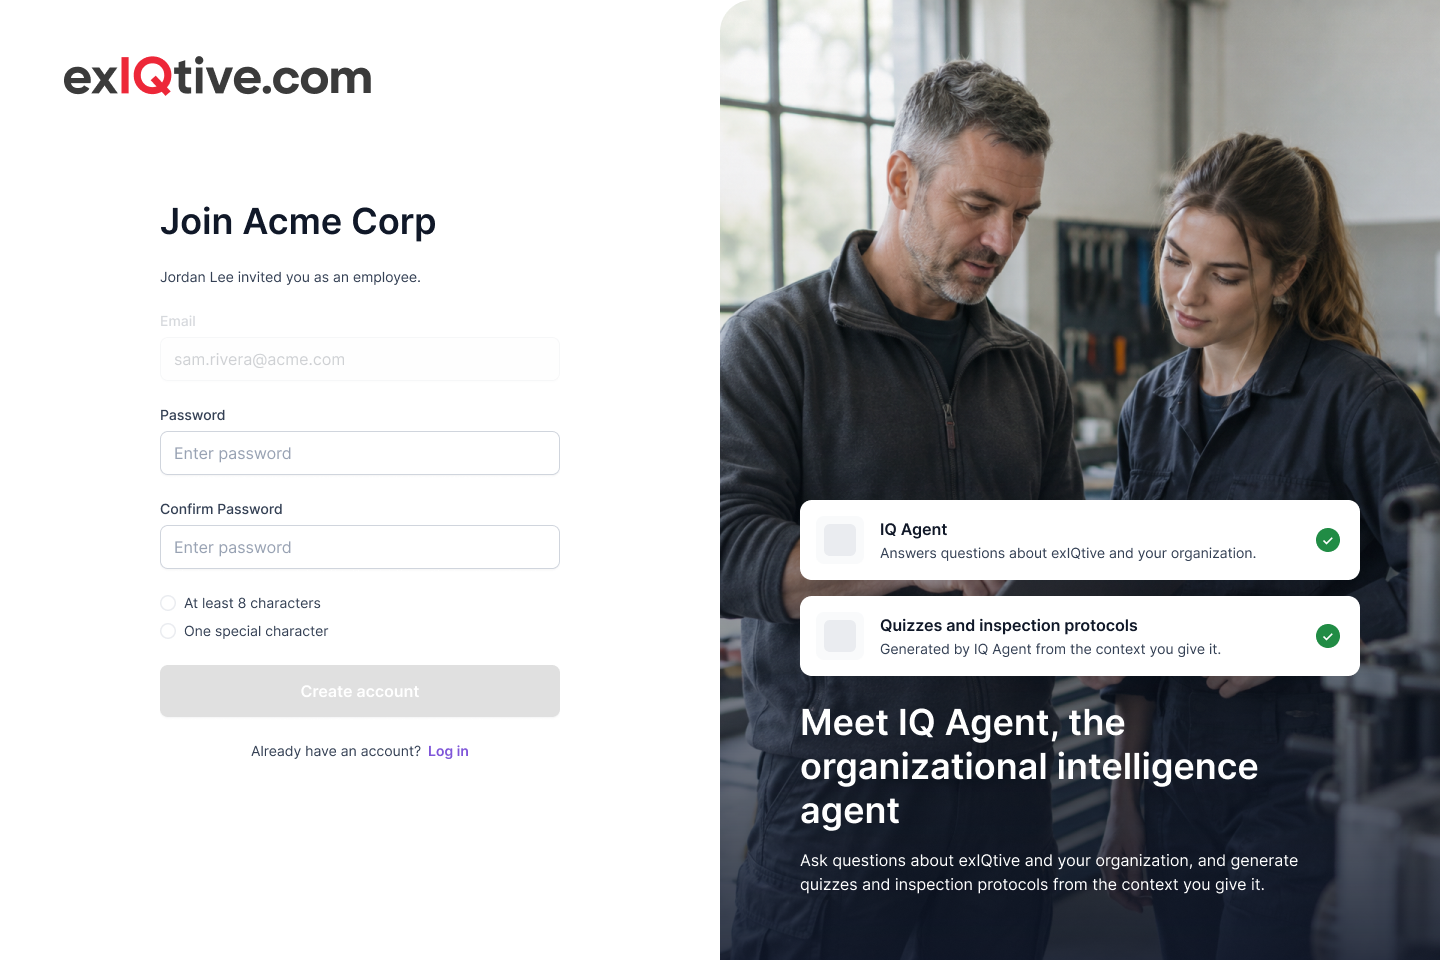 exIQtive.com
Join Acme Corp
Jordan Lee invited you as an employee.
Email
sam.rivera@acme.com
Password
Enter password
Confirm Password
Enter password
At least 8 characters
One special character
Create account
Already have an account? Log in
IQ Agent
Answers questions about exIQtive and your organization.
Quizzes and inspection protocols
Generated by IQ Agent from the context you give it.
Meet IQ Agent, the
organizational intelligence
agent
Ask questions about exIQtive and your organization, and generate
quizzes and inspection protocols from the context you give it.